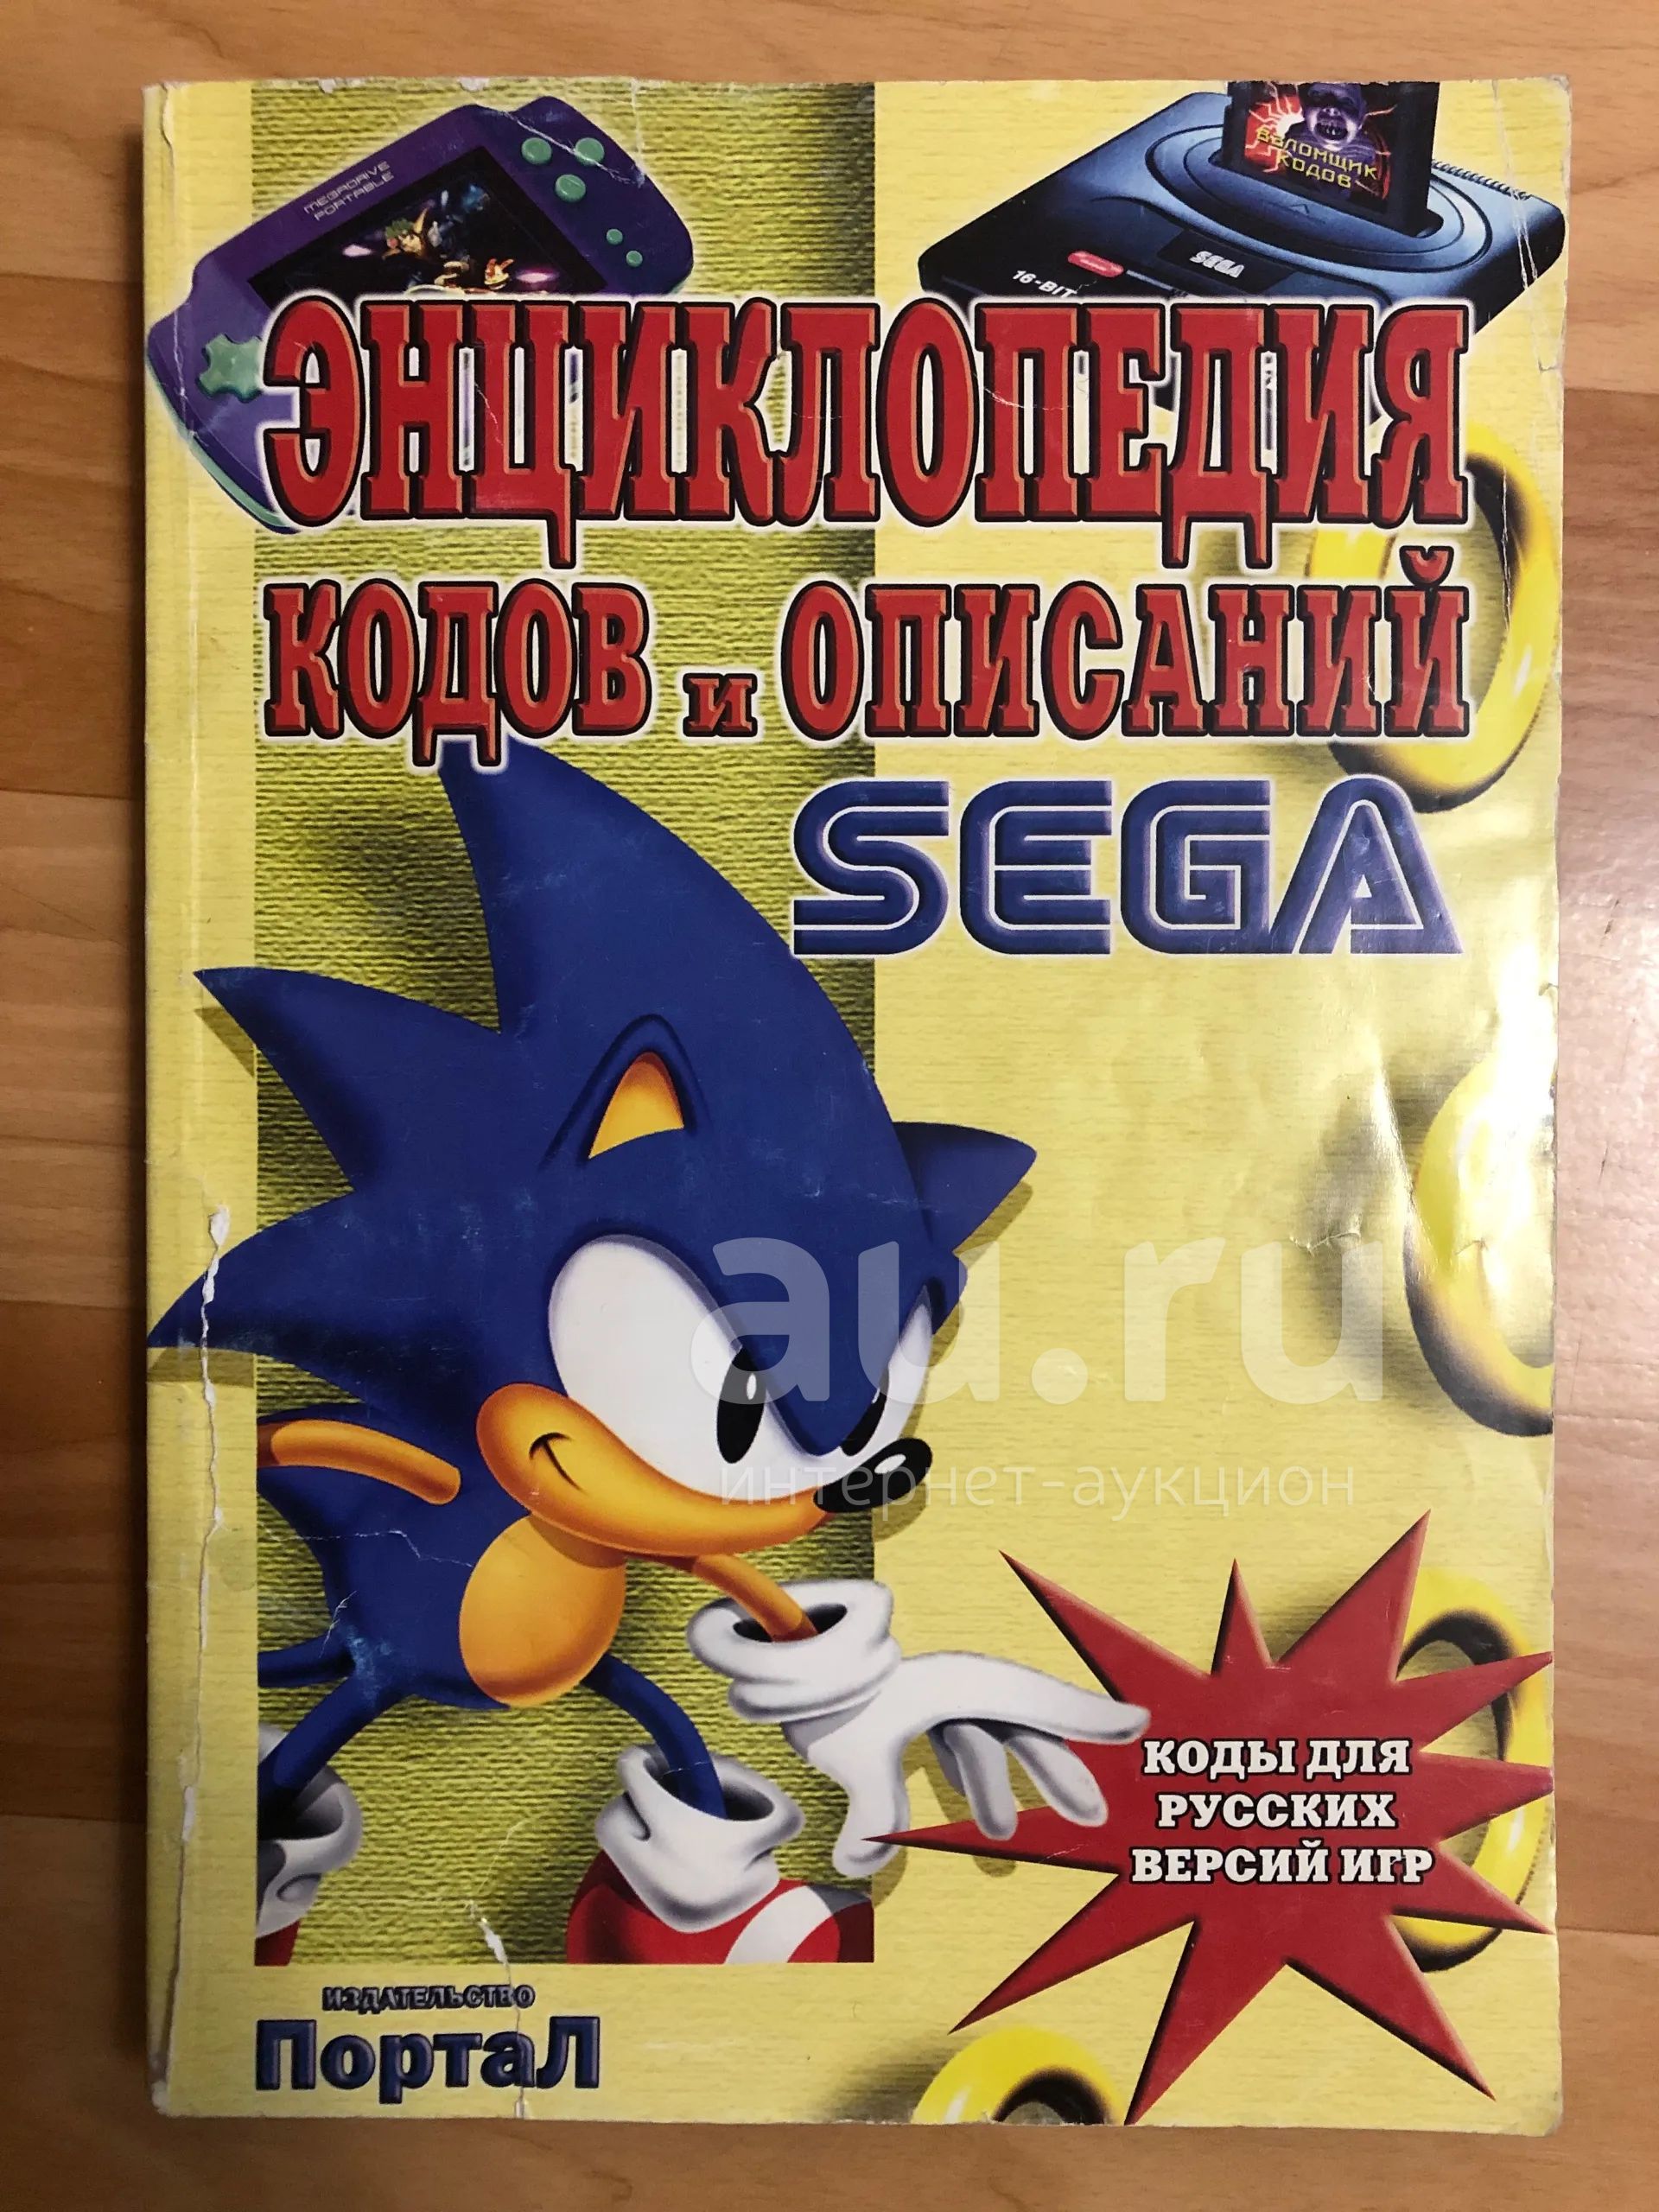 MEGADRIVE
PORTABLE
ВЗЛОМЩИК
КОДОВ
SEGA
16-BIT
ЭНЦИКЛОПЕДИЯ
КОДОВ и ОПИСАНИЙ
SEGA
au.ru
интернет-аукцион
КОДЫ ДЛЯ
РУССКИХ
ВЕРСИЙ ИГР
ИЗДАТЕЛЬСТВО
ПортаЛ